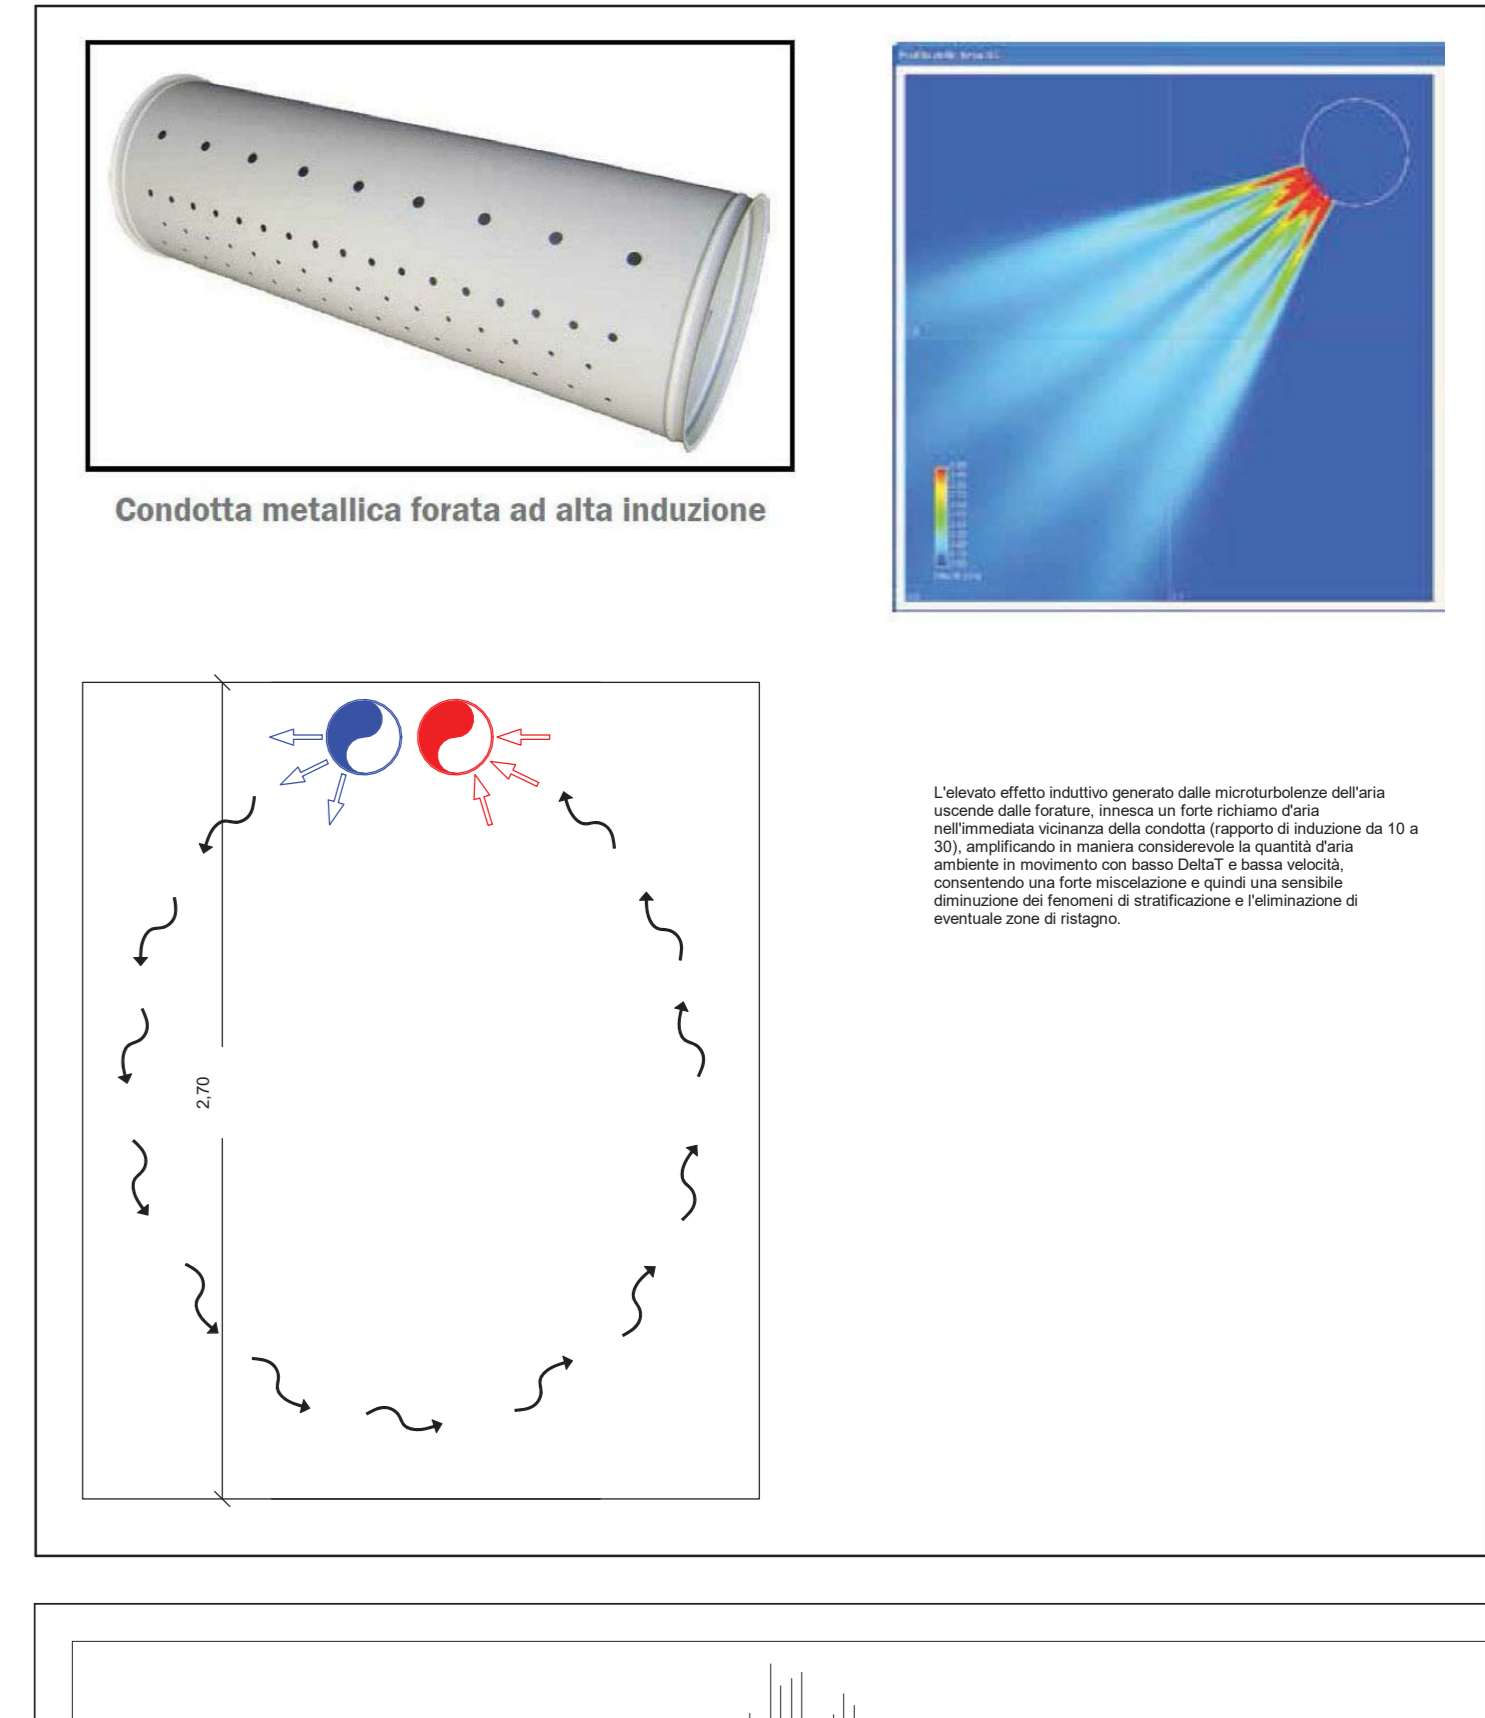 Condotta metallica forata ad alta induzione
L'elevato effetto induttivo generato dalle microturbolenze dell'aria
uscende dalle forature, innesca un forte richiamo d'aria
nell'immediata vicinanza della condotta (rapporto di induzione da 10 a
30), amplificando in maniera considerevole la quantità d'aria
ambiente in movimento con basso DeltaT e bassa velocità,
consentendo una forte miscelazione e quindi una sensibile
diminuzione dei fenomeni di stratificazione e l'eliminazione di
eventuale zone di ristagno.
2,70